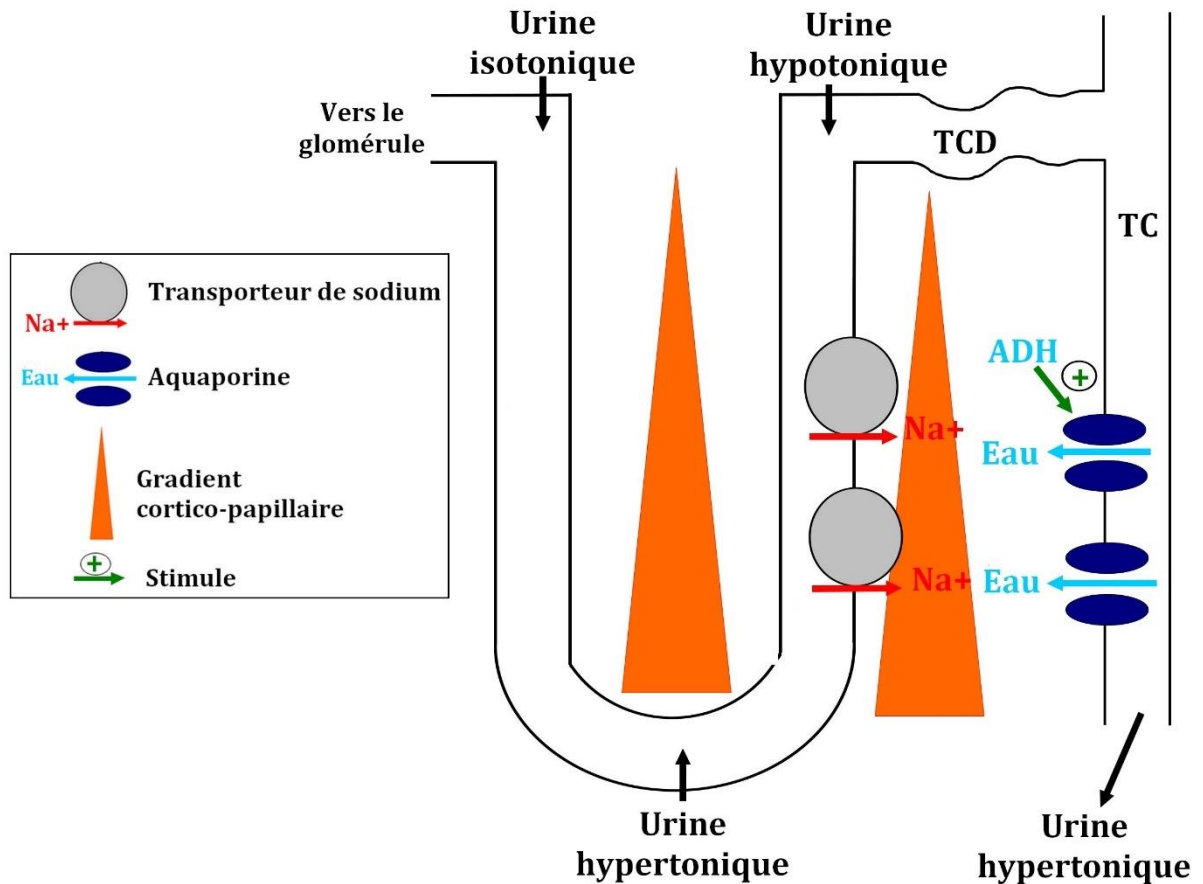 Urine
isotonique
Urine
hypotonique
Vers le
glomérule
TCD
TC
Transporteur de sodium
Na+
Eau
Aquaporine
Gradient
cortico-papillaire
+
Stimule
ADH
+
Na+
Eau
Na+
Eau
Urine
hypertonique
Urine
hypertonique